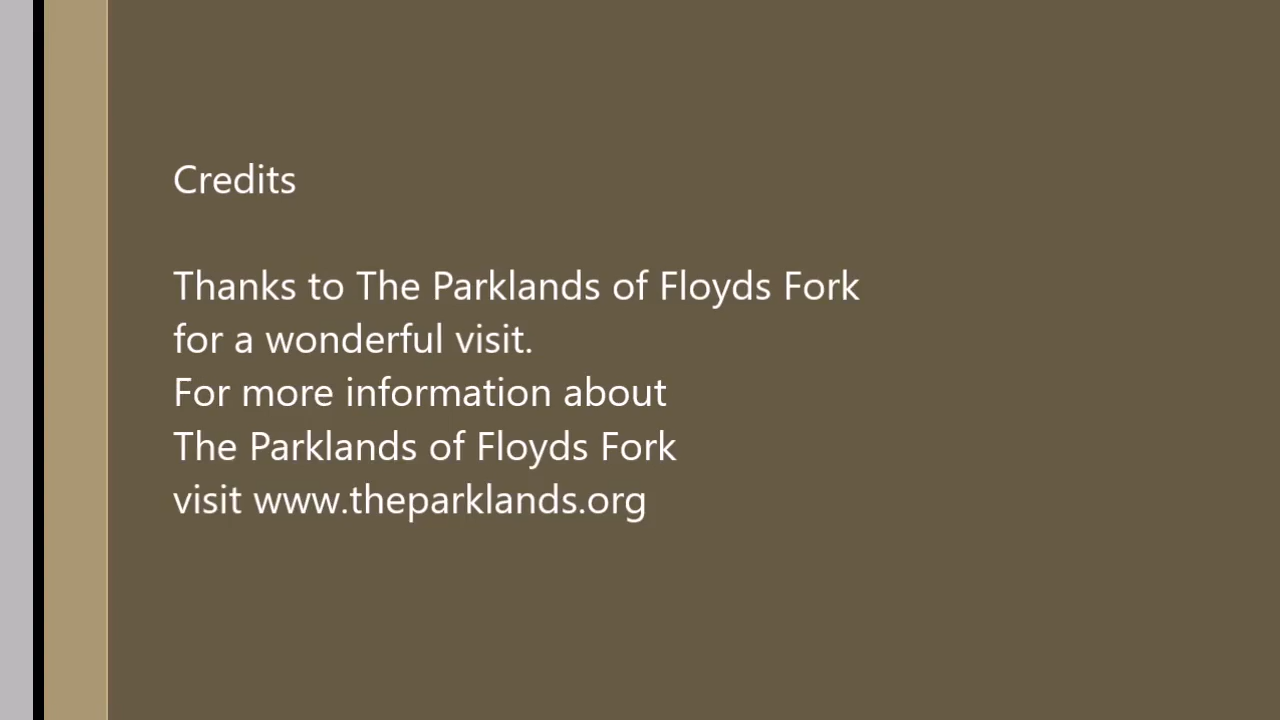 Credits
Thanks to The Parklands of Floyds Fork
for a wonderful visit.
For more information about
The Parklands of Floyds Fork
visit www.theparklands.org